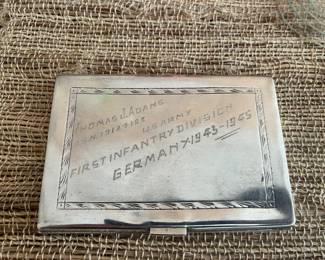 THOMAS J. ADAMS
US ARMY
FIRST INFANTRY DIVISION
GERMANY 1943-1945